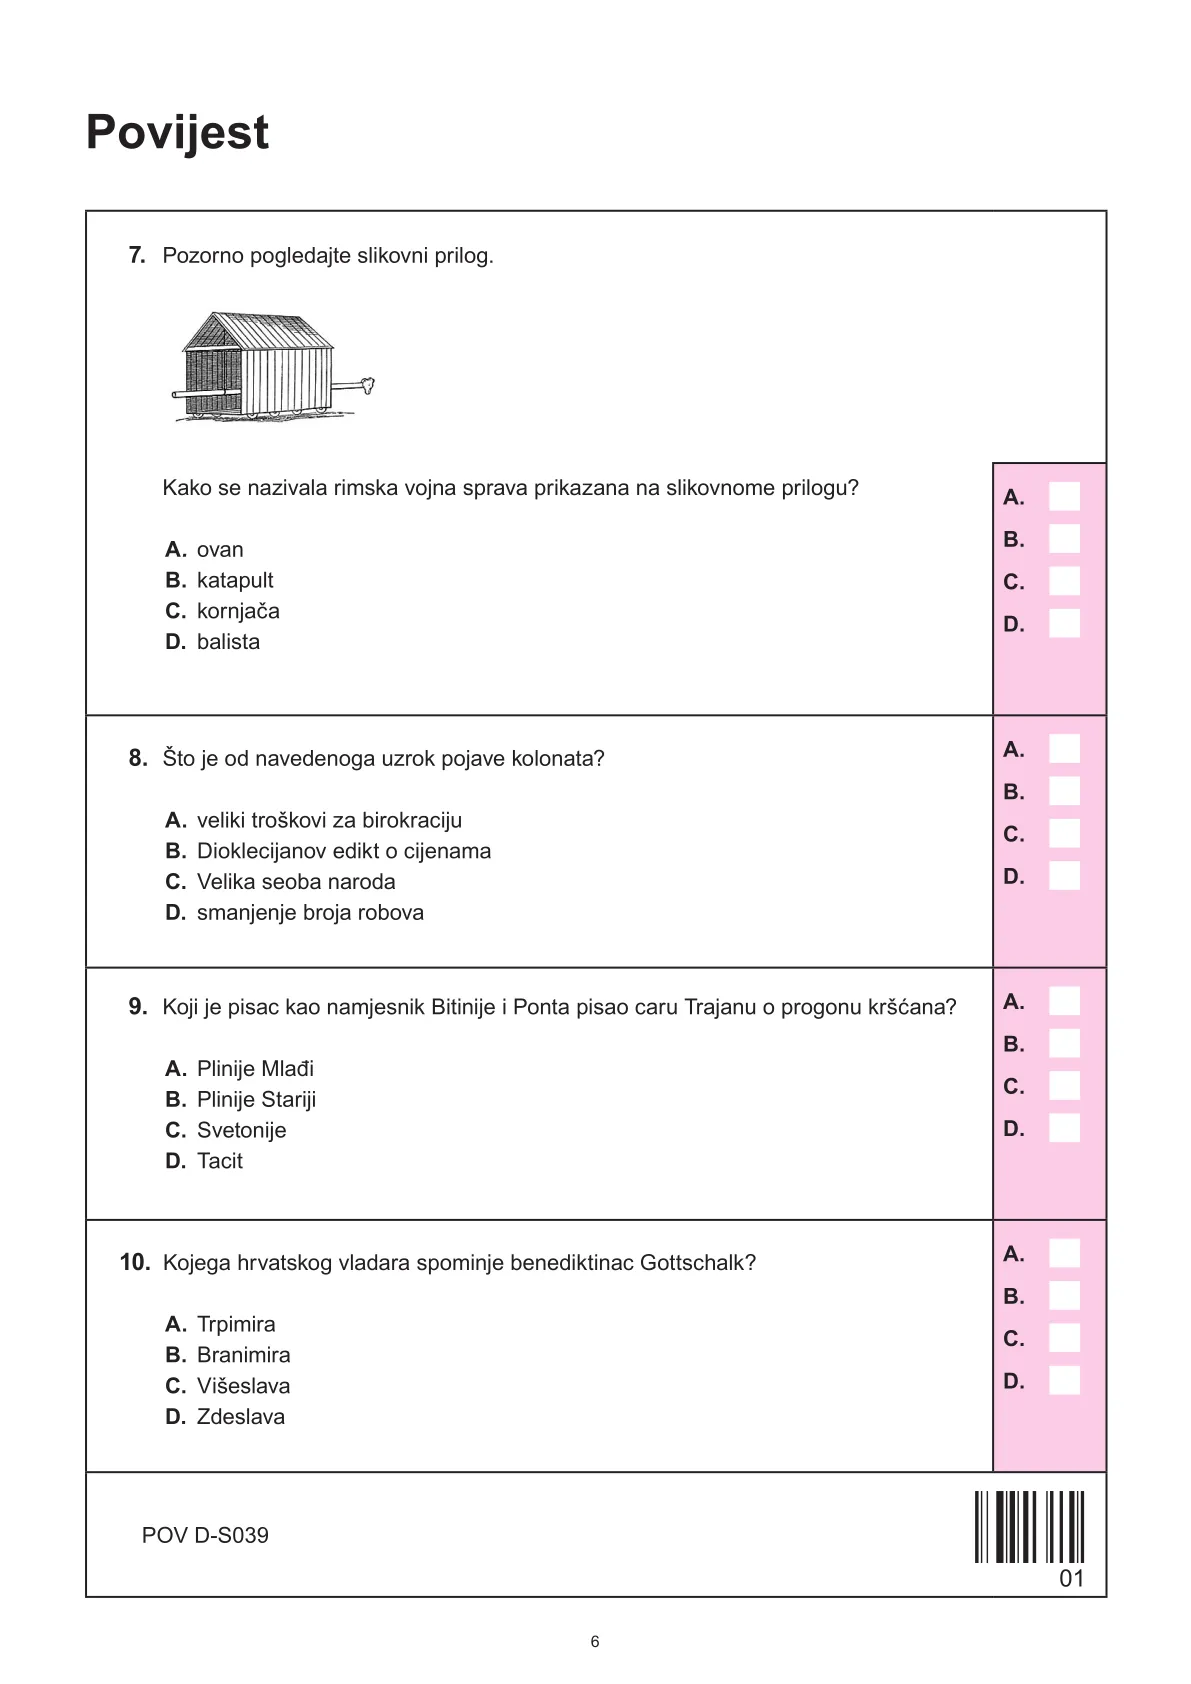 Povijest
7. Pozorno pogledajte slikovni prilog.
Kako se nazivala rimska vojna sprava prikazana na slikovnome prilogu?
A. ovan
B. katapult
C. kornjača
D. balista
A.
B.
C.
D.
8. Što je od navedenoga uzrok pojave kolonata?
A. veliki troškovi za birokraciju
B. Dioklecijanov edikt o cijenama
C. Velika seoba naroda
D. smanjenje broja robova
A.
B.
C.
D.
9. Koji je pisac kao namjesnik Bitinije i Ponta pisao caru Trajanu o progonu kršćana?
A. Plinije Mlađi
B. Plinije Stariji
C. Svetonije
D. Tacit
A.
B.
C.
D.
10. Kojega hrvatskog vladara spominje benediktinac Gottschalk?
A. Trpimira
B. Branimira
C. Višeslava
D. Zdeslava
A.
B.
C.
D.
POV D-S039
01
6